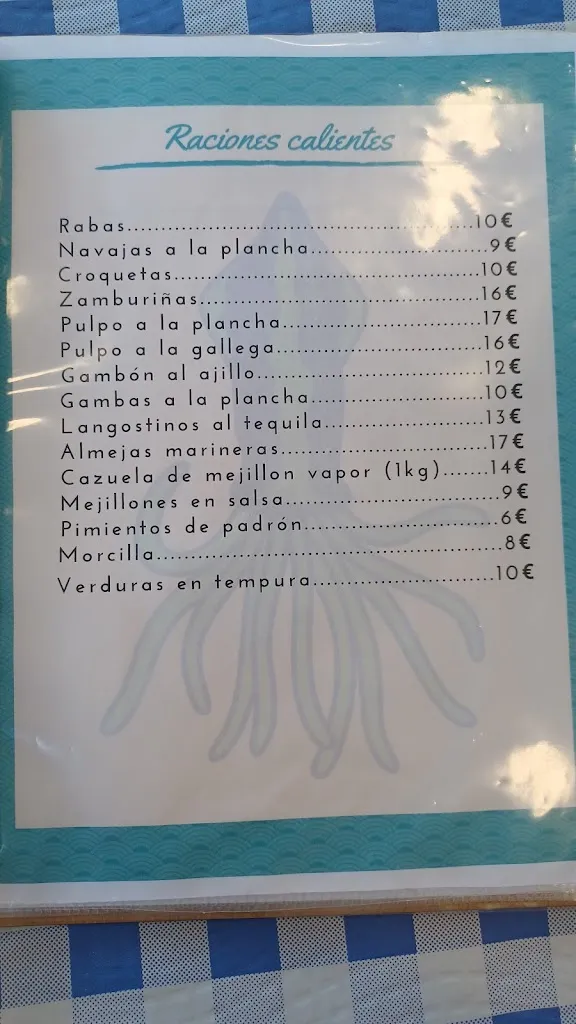 Raciones calientes
Rabas..........10€
Navajas a la plancha..........9€
Croquetas..........10€
Zamburiñas..........16€
Pulpo a la plancha..........17€
Pulpo a la gallega..........16€
Gambón al ajillo..........12€
Gambas a la plancha..........10€
Langostinos al tequila..........13€
Almejas marineras..........17€
Cazuela de mejillon vapor (1kg).......14€
Mejillones en salsa..........9€
Pimientos de padrón..........6€
Morcilla..........8€
Verduras en tempura..........10€